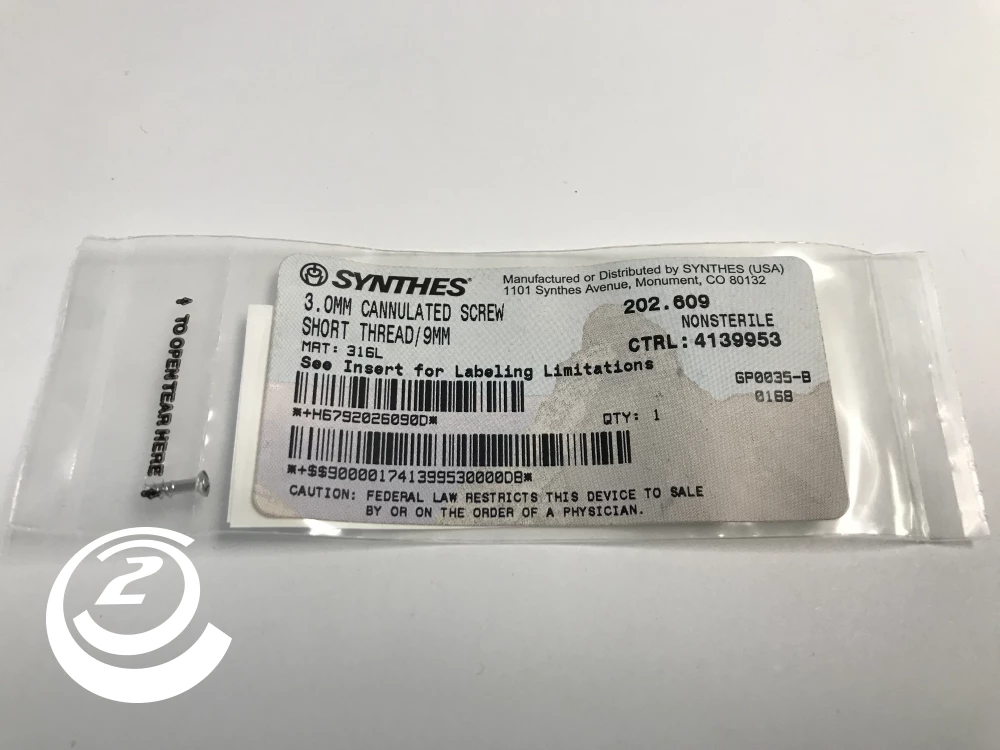 SYNTHES®
Manufactured or Distributed by SYNTHES (USA)
1101 Synthes Avenue, Monument, CO 80132
3.0MM CANNULATED SCREW
SHORT THREAD/9MM
MAT: 316L
See Insert for Labeling Limitations
202.609
NONSTERILE
CTRL: 4139953
GP0035-B
0168
*+H6792026090D*
QTY: 1
*+$$900001741399530000DB*
CAUTION: FEDERAL LAW RESTRICTS THIS DEVICE TO SALE
BY OR ON THE ORDER OF A PHYSICIAN.
TO OPEN TEAR HERE
2